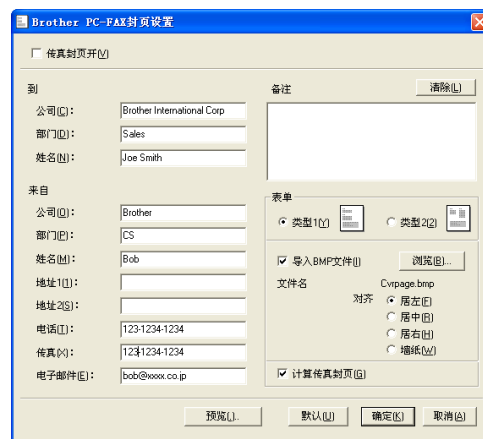 Brother PC-FAX封页设置
传真封页开(V)
到
公司(C):
Brother International Corp
部门(D):
Sales
姓名(N):
Joe Smith
来自
公司(O):
Brother
部门(P):
CS
姓名(M):
Bob
地址1(1):
地址2(S):
电话(T):
123-1234-1234
传真(X):
123-1234-1234
电子邮件(E):
bob@xxxx.co.jp
备注
清除(L)
表单
类型1(Y)
类型2(2)
导入BMP文件(I)
浏览(B)...
文件名
Cvrpage.bmp
对齐
居左(F)
居中(R)
居右(H)
墙纸(W)
计算传真封页(G)
预览(,)..
默认(U)
确定(K)
取消(A)